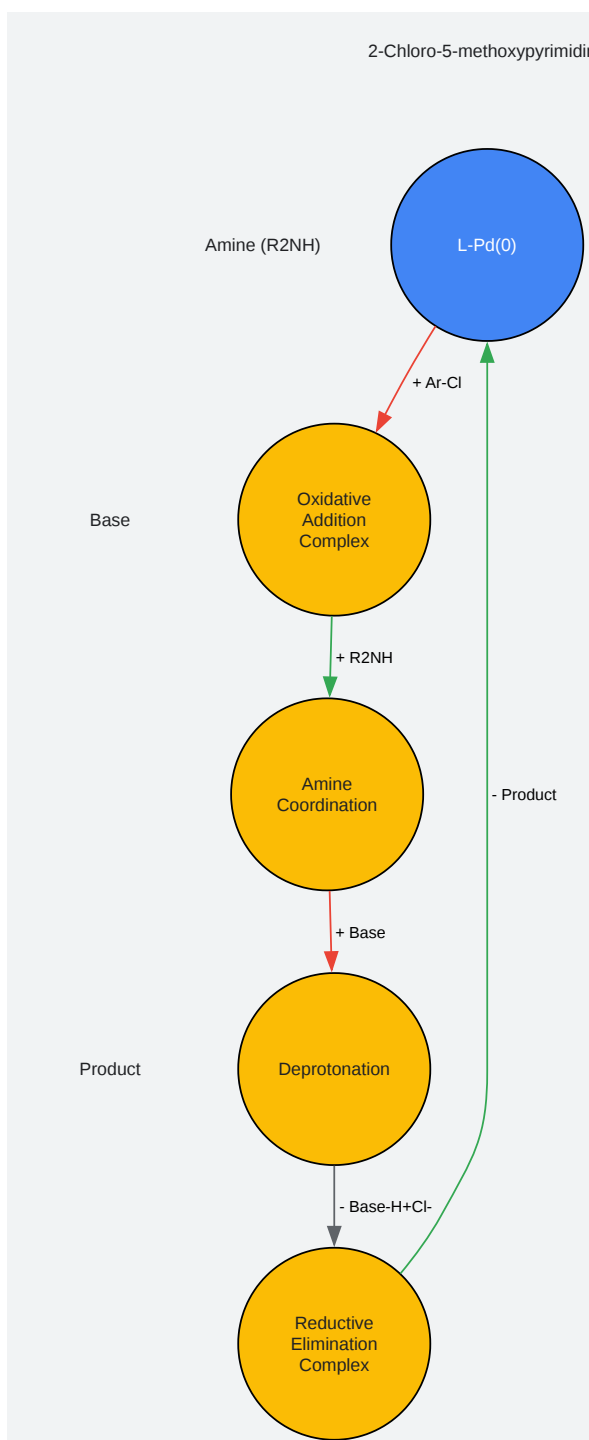 2-Chloro-5-methoxypyrimidin
Amine (R2NH)
L-Pd(0)
+ Ar-Cl
Oxidative
Addition
Complex
Base
+ R2NH
Amine
Coordination
- Product
+ Base
Product
Deprotonation
- Base-H+Cl-
Reductive
Elimination
Complex